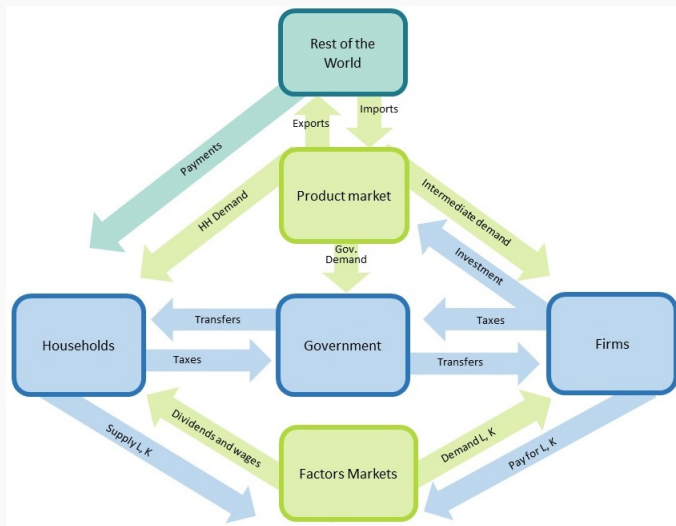 Rest of the
World
Imports
Exports
Payments
Product market
HH Demand
Intermediate demand
Gov.
Demand
Investment
Transfers
Taxes
Households
Government
Firms
Taxes
Transfers
Supply L, K
Dividends and wages
Demand L, K
Pay for L, K
Factors Markets